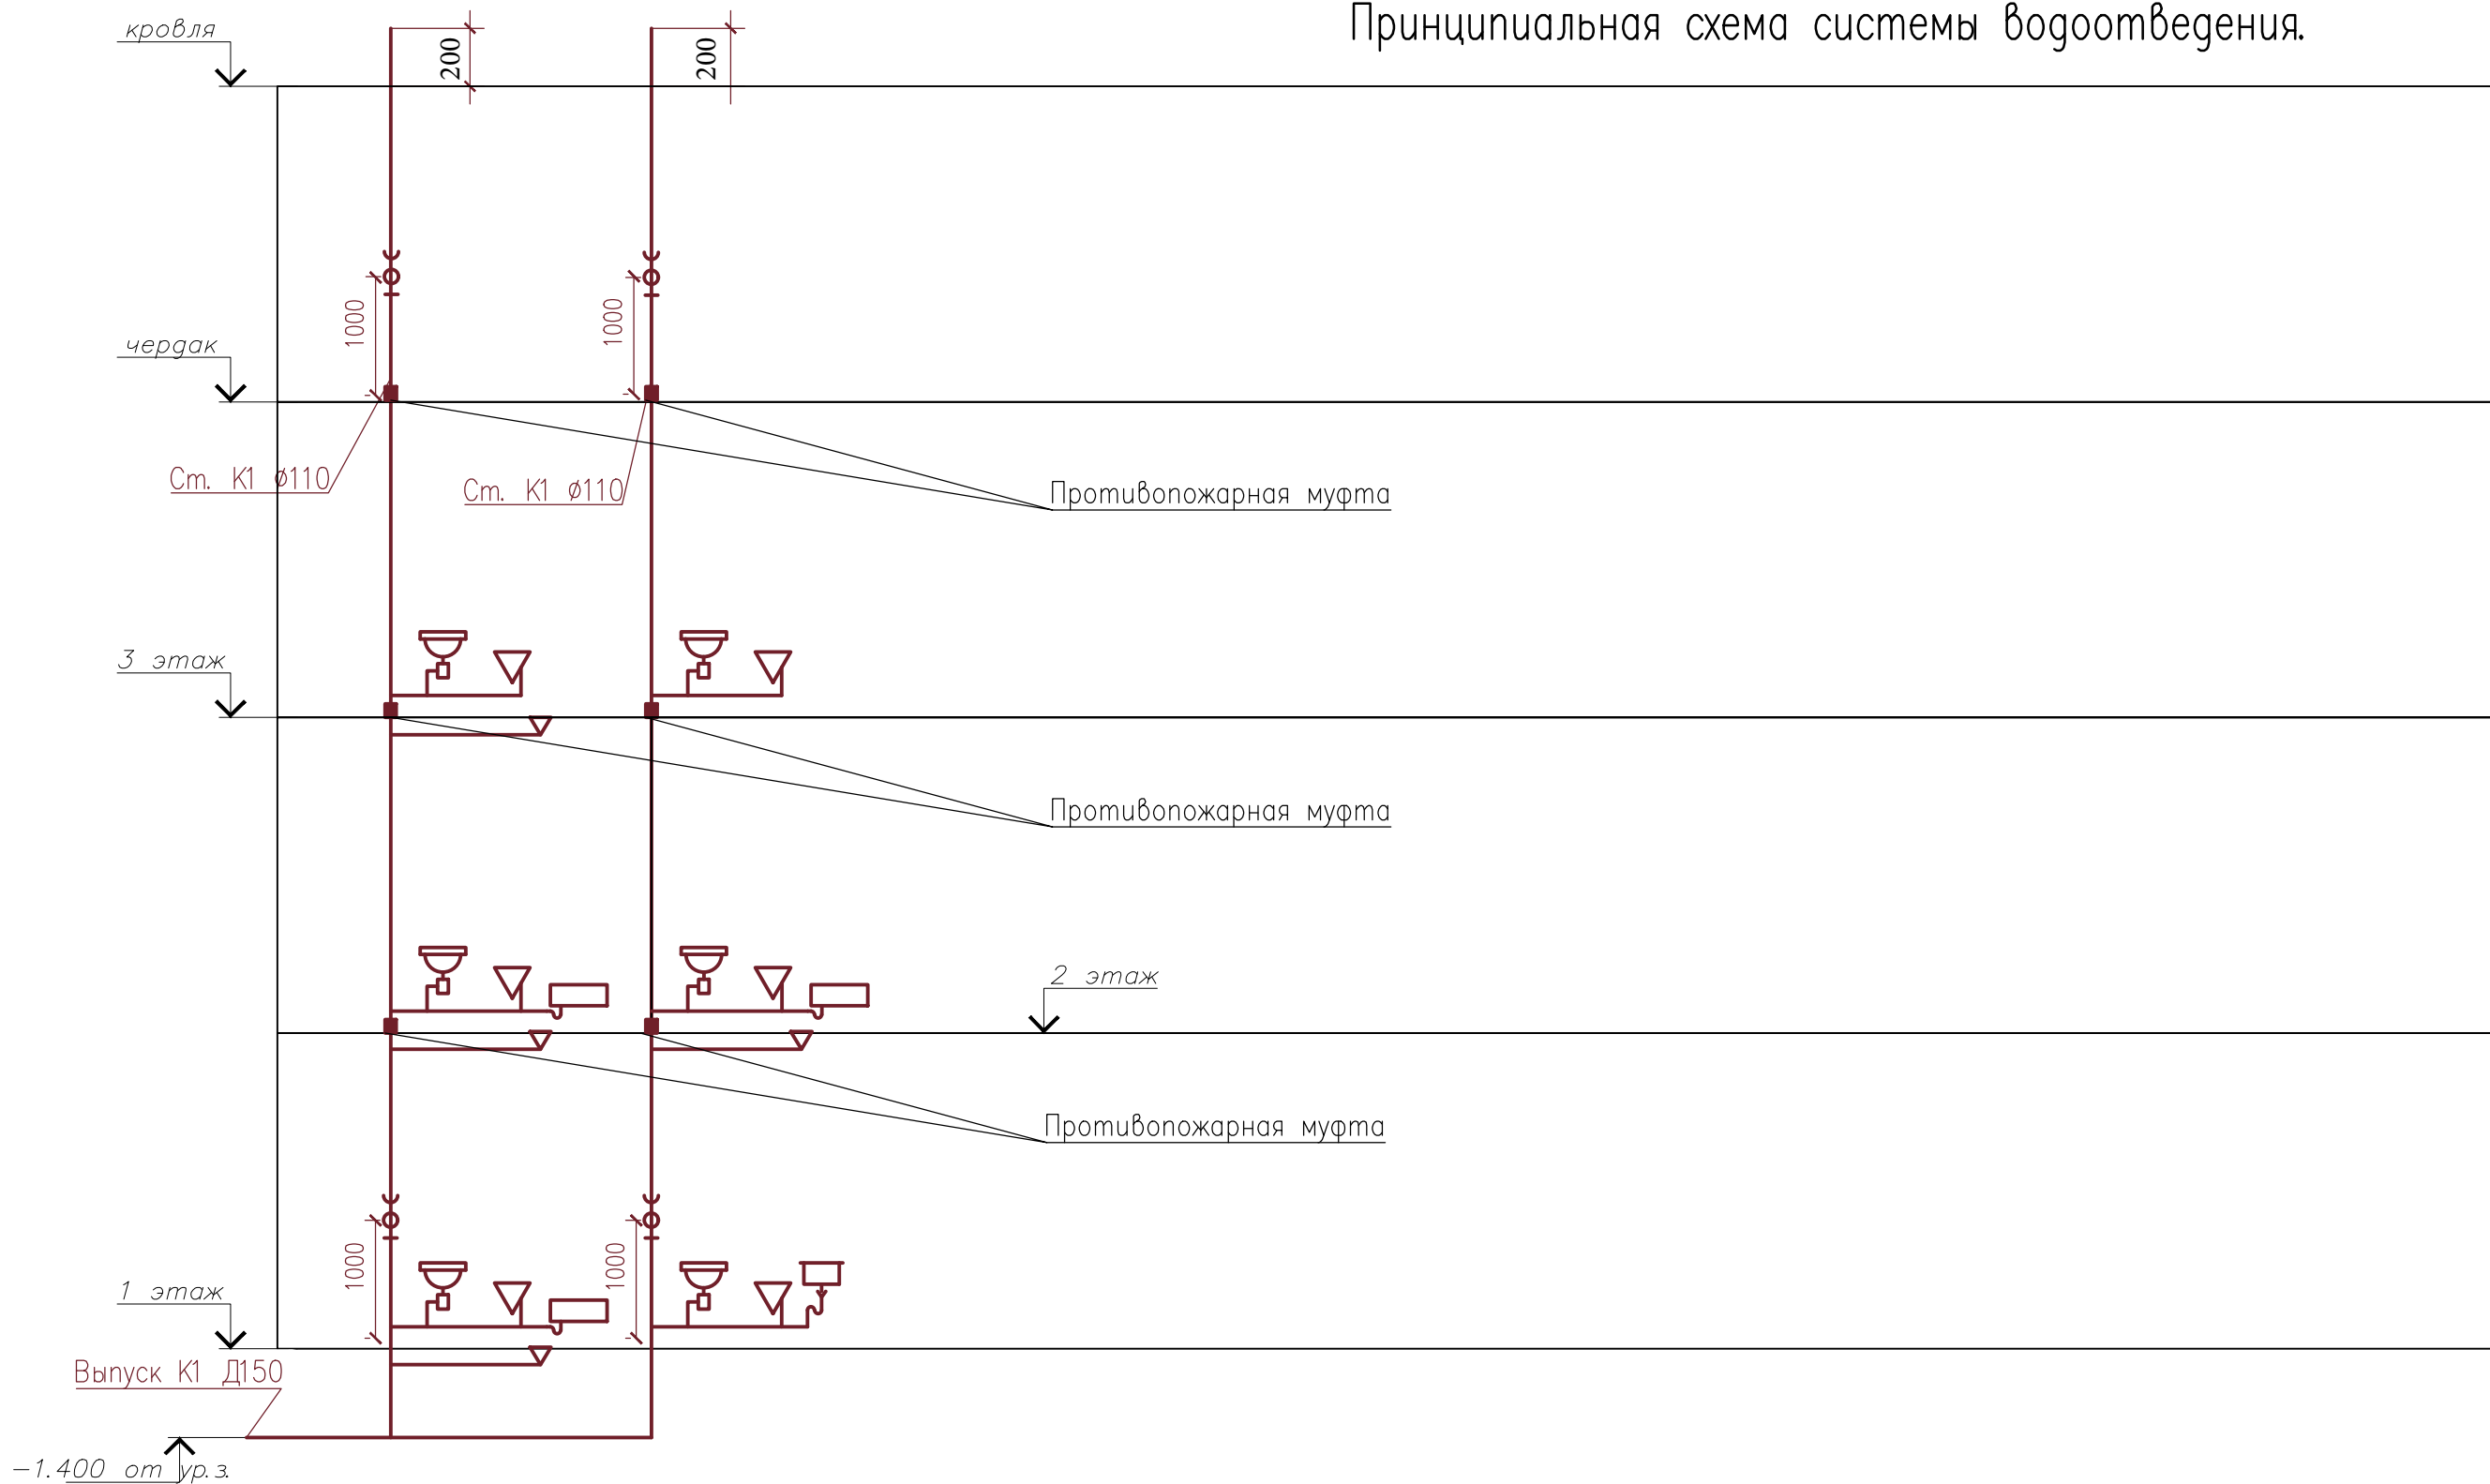 Принципиальная схема системы водоотведения.
кровля
200
200
1000
1000
чердак
Ст. К1 ø110
Ст. К1 ø110
Противопожарная муфта
3 этаж
Противопожарная муфта
2 этаж
Противопожарная муфта
1000
1000
1 этаж
Выпуск К1 Д150
-1.400 от ур.з.